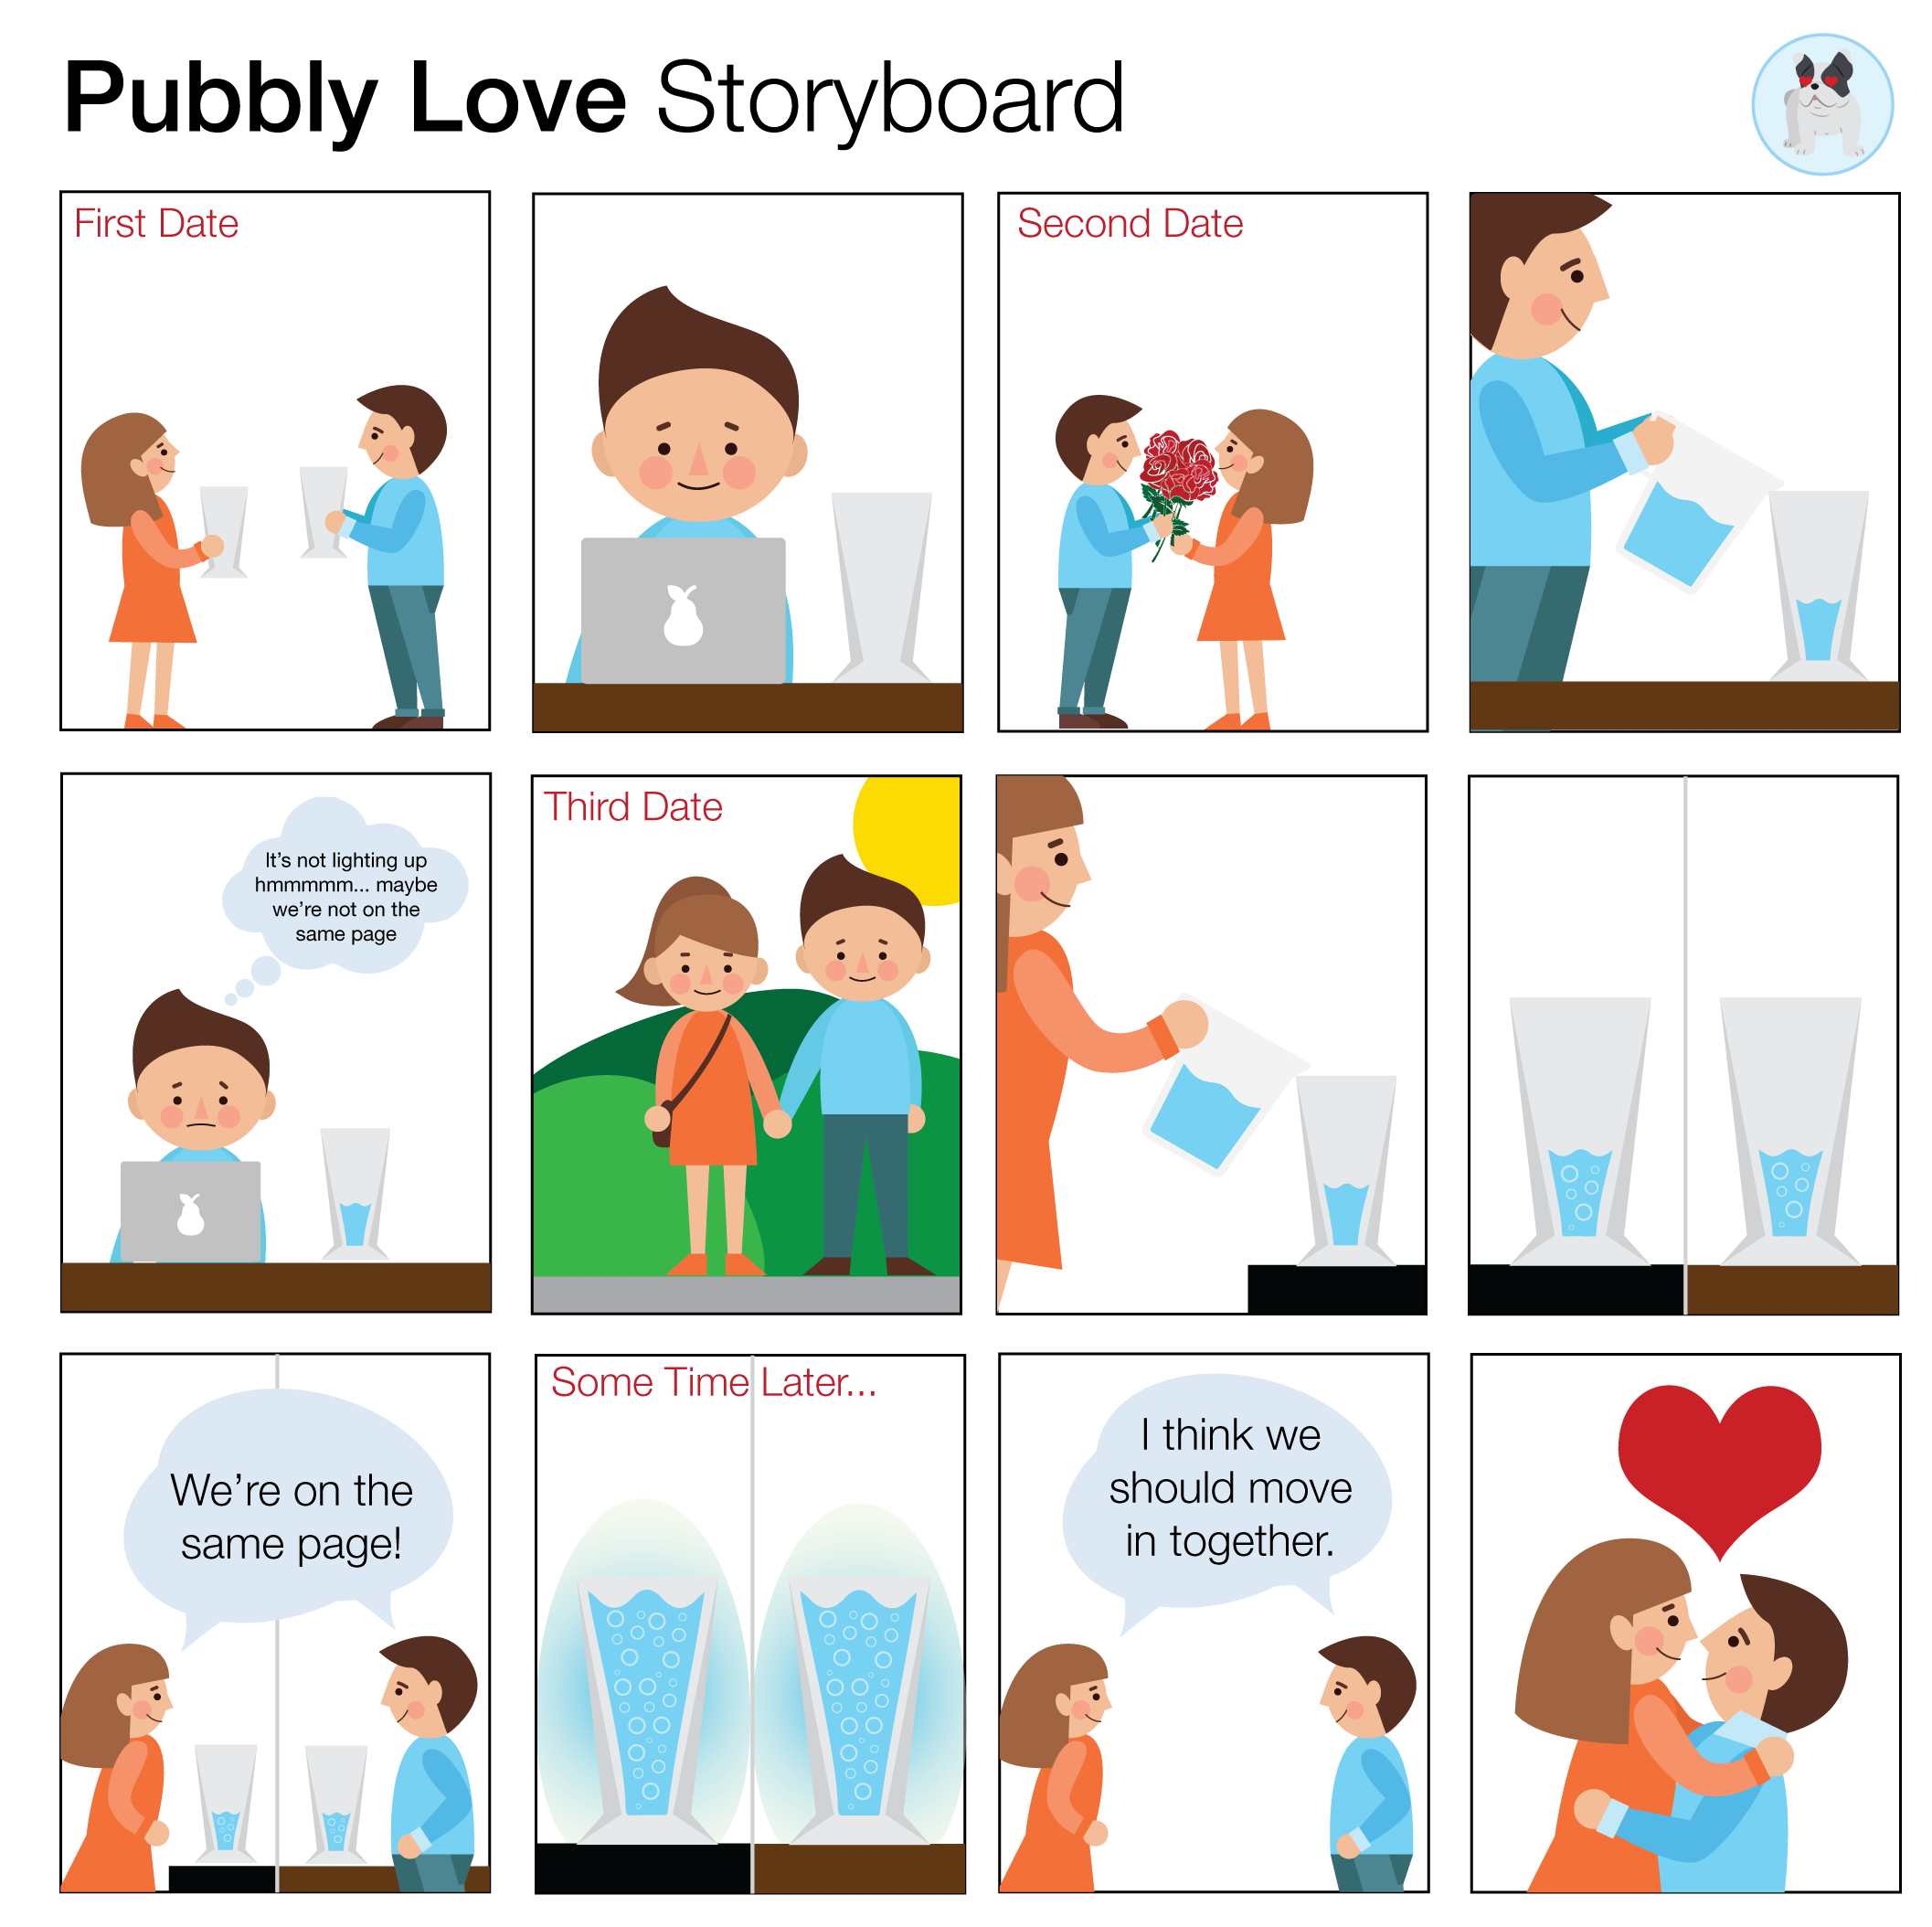 Pubbly Love Storyboard
First Date
Second Date
It's not lighting up
hmmmmm... maybe
we're not on the
same page
Third Date
We're on the
same page!
Some Time Later...
I think we
should move
in together.